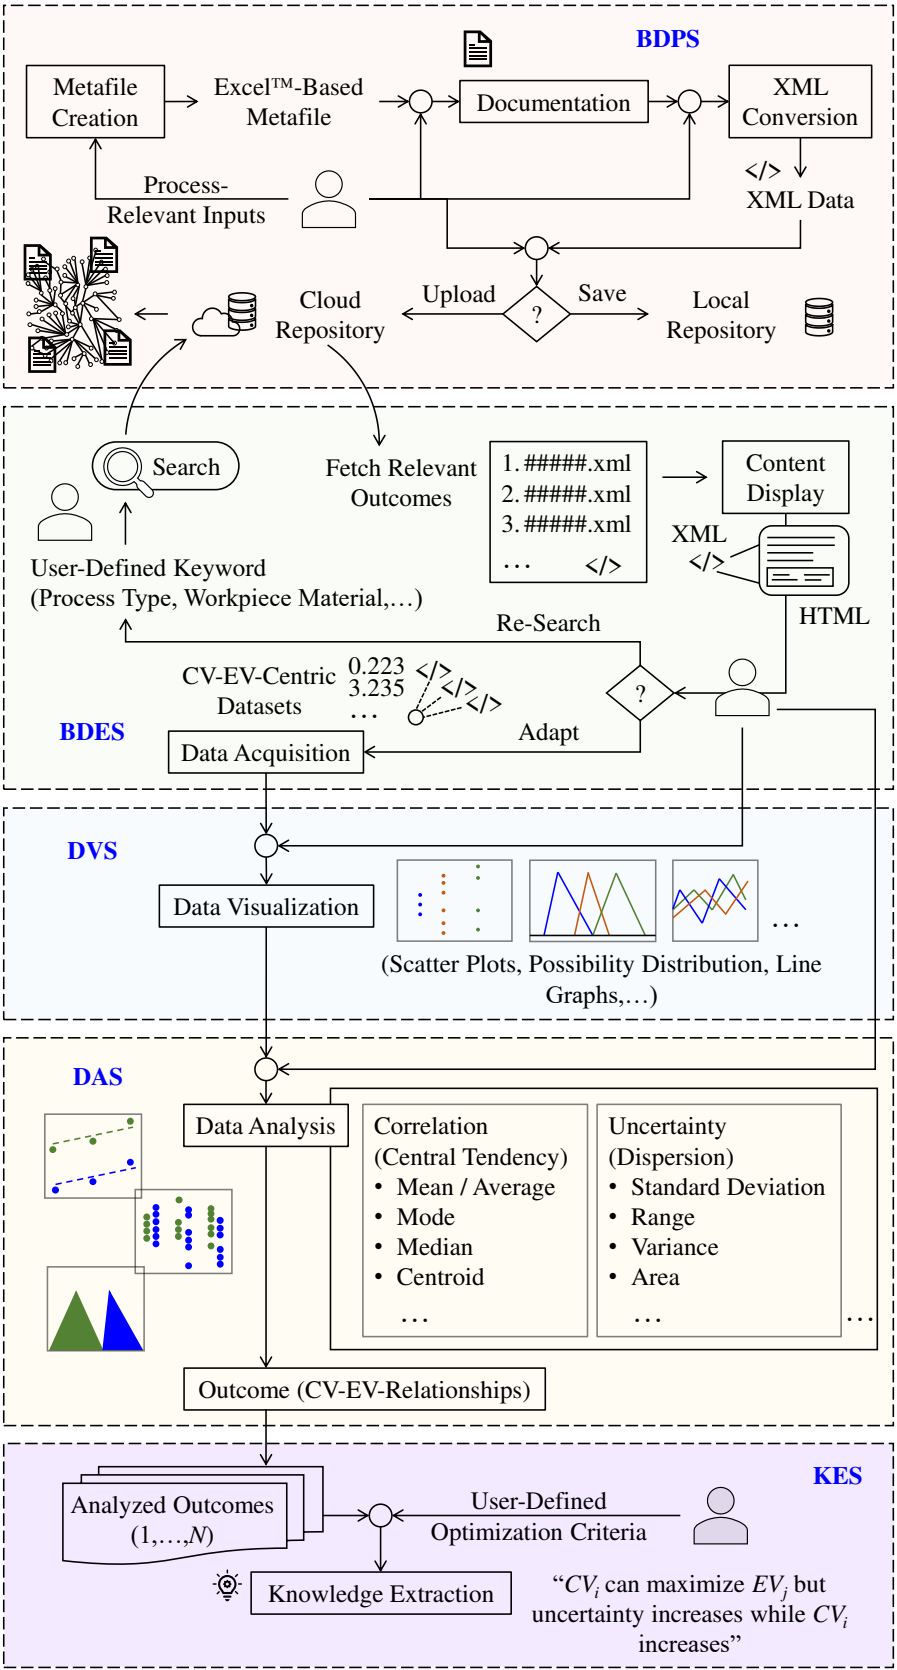 BDPS
Metafile
Creation
Excel™-Based
Metafile
Documentation
XML
Conversion
Process-
Relevant Inputs
</>
XML Data
Cloud
Repository
Upload
?
Save
Local
Repository
Search
Fetch Relevant
Outcomes
1. #####.xml
2. #####.xml
3. #####.xml
… </>
Content
Display
XML
</>
HTML
User-Defined Keyword
(Process Type, Workpiece Material,…)
Re-Search
CV-EV-Centric
Datasets
0.223
3.235
…
</>
</>
</>
?
BDES
Adapt
Data Acquisition
DVS
Data Visualization
…
(Scatter Plots, Possibility Distribution, Line
Graphs,…)
DAS
Data Analysis
Correlation
(Central Tendency)
• Mean / Average
• Mode
• Median
• Centroid
…
Uncertainty
(Dispersion)
• Standard Deviation
• Range
• Variance
• Area
…
…
Outcome (CV-EV-Relationships)
KES
Analyzed Outcomes
(1,…,N)
User-Defined
Optimization Criteria
Knowledge Extraction
“CVi can maximize EVj but
uncertainty increases while CVi
increases”